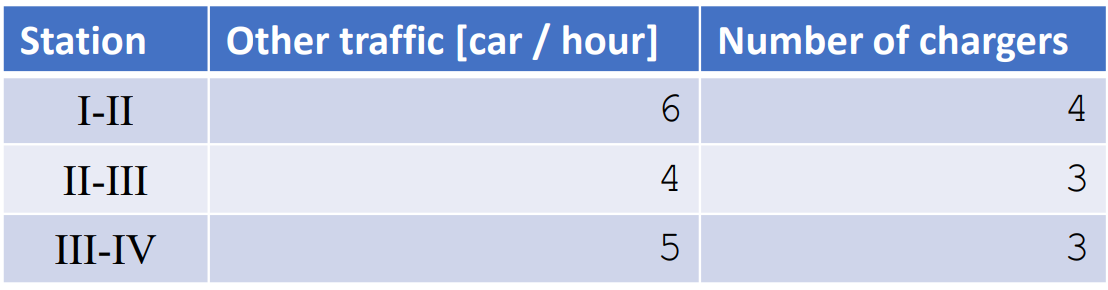 Station Other traffic [car / hour] Number of chargers
I-II 6 4
II-III 4 3
III-IV 5 3